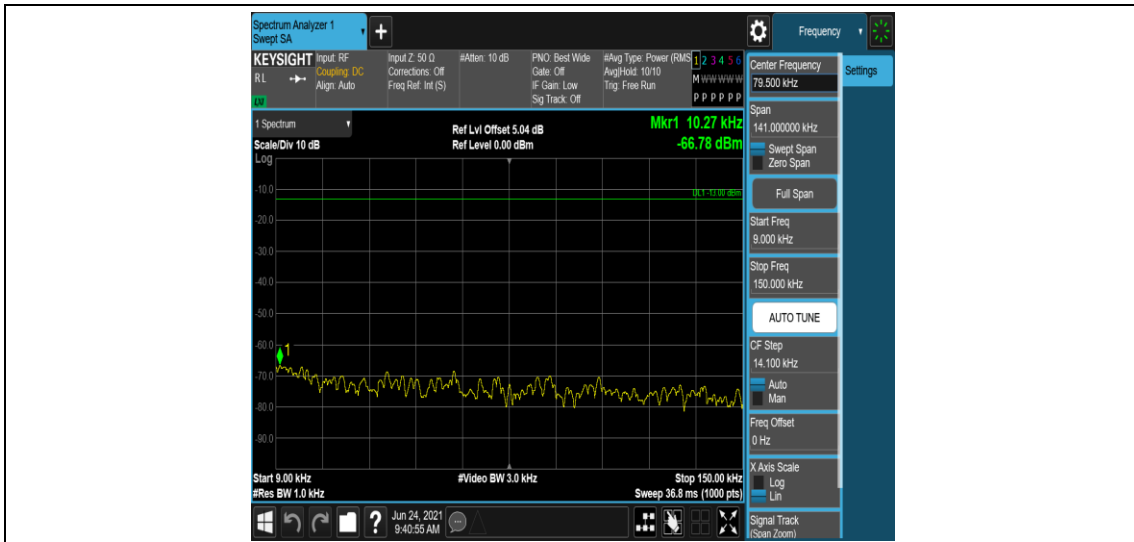 Spectrum Analyzer 1
Swept SA
+
Frequency
KEYSIGHT
RL
LXI
Input: RF
Coupling: DC
Align: Auto
Input Z: 50 Ω
Corrections: Off
Freq Ref: Int (S)
#Atten: 10 dB
PNO: Best Wide
Gate: Off
IF Gain: Low
Sig Track: Off
#Avg Type: Power (RMS
Avg|Hold: 10/10
Trig: Free Run
1 2 3 4 5 6
M W W W W W
P P P P P P
Center Frequency
79.500 kHz
Settings
Span
141.000000 kHz
Swept Span
Zero Span
Full Span
Start Freq
9.000 kHz
Stop Freq
150.000 kHz
AUTO TUNE
CF Step
14.100 kHz
Auto
Man
Freq Offset
0 Hz
X Axis Scale
Log
Lin
Signal Track
(Span Zoom)
1 Spectrum
Scale/Div 10 dB
Log
Ref Lvl Offset 5.04 dB
Ref Level 0.00 dBm
Mkr1 10.27 kHz
-66.78 dBm
DL1 -13.00 dBm
-10.0
-20.0
-30.0
-40.0
-50.0
-60.0
1
-70.0
-80.0
-90.0
Start 9.00 kHz
#Video BW 3.0 kHz
Stop 150.00 kHz
#Res BW 1.0 kHz
Sweep 36.8 ms (1000 pts)
?
Jun 24, 2021
9:40:55 AM